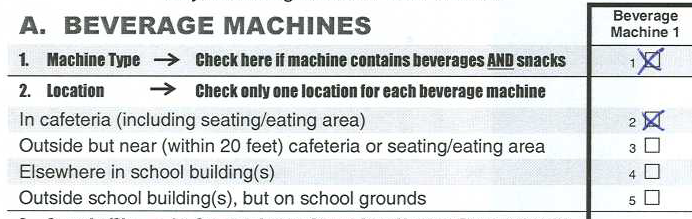 A. BEVERAGE MACHINES
Beverage
Machine 1
1. Machine Type → Check here if machine contains beverages AND snacks 1 ☒
2. Location → Check only one location for each beverage machine
In cafeteria (including seating/eating area) 2 ☒
Outside but near (within 20 feet) cafeteria or seating/eating area 3 ☐
Elsewhere in school building(s) 4 ☐
Outside school building(s), but on school grounds 5 ☐